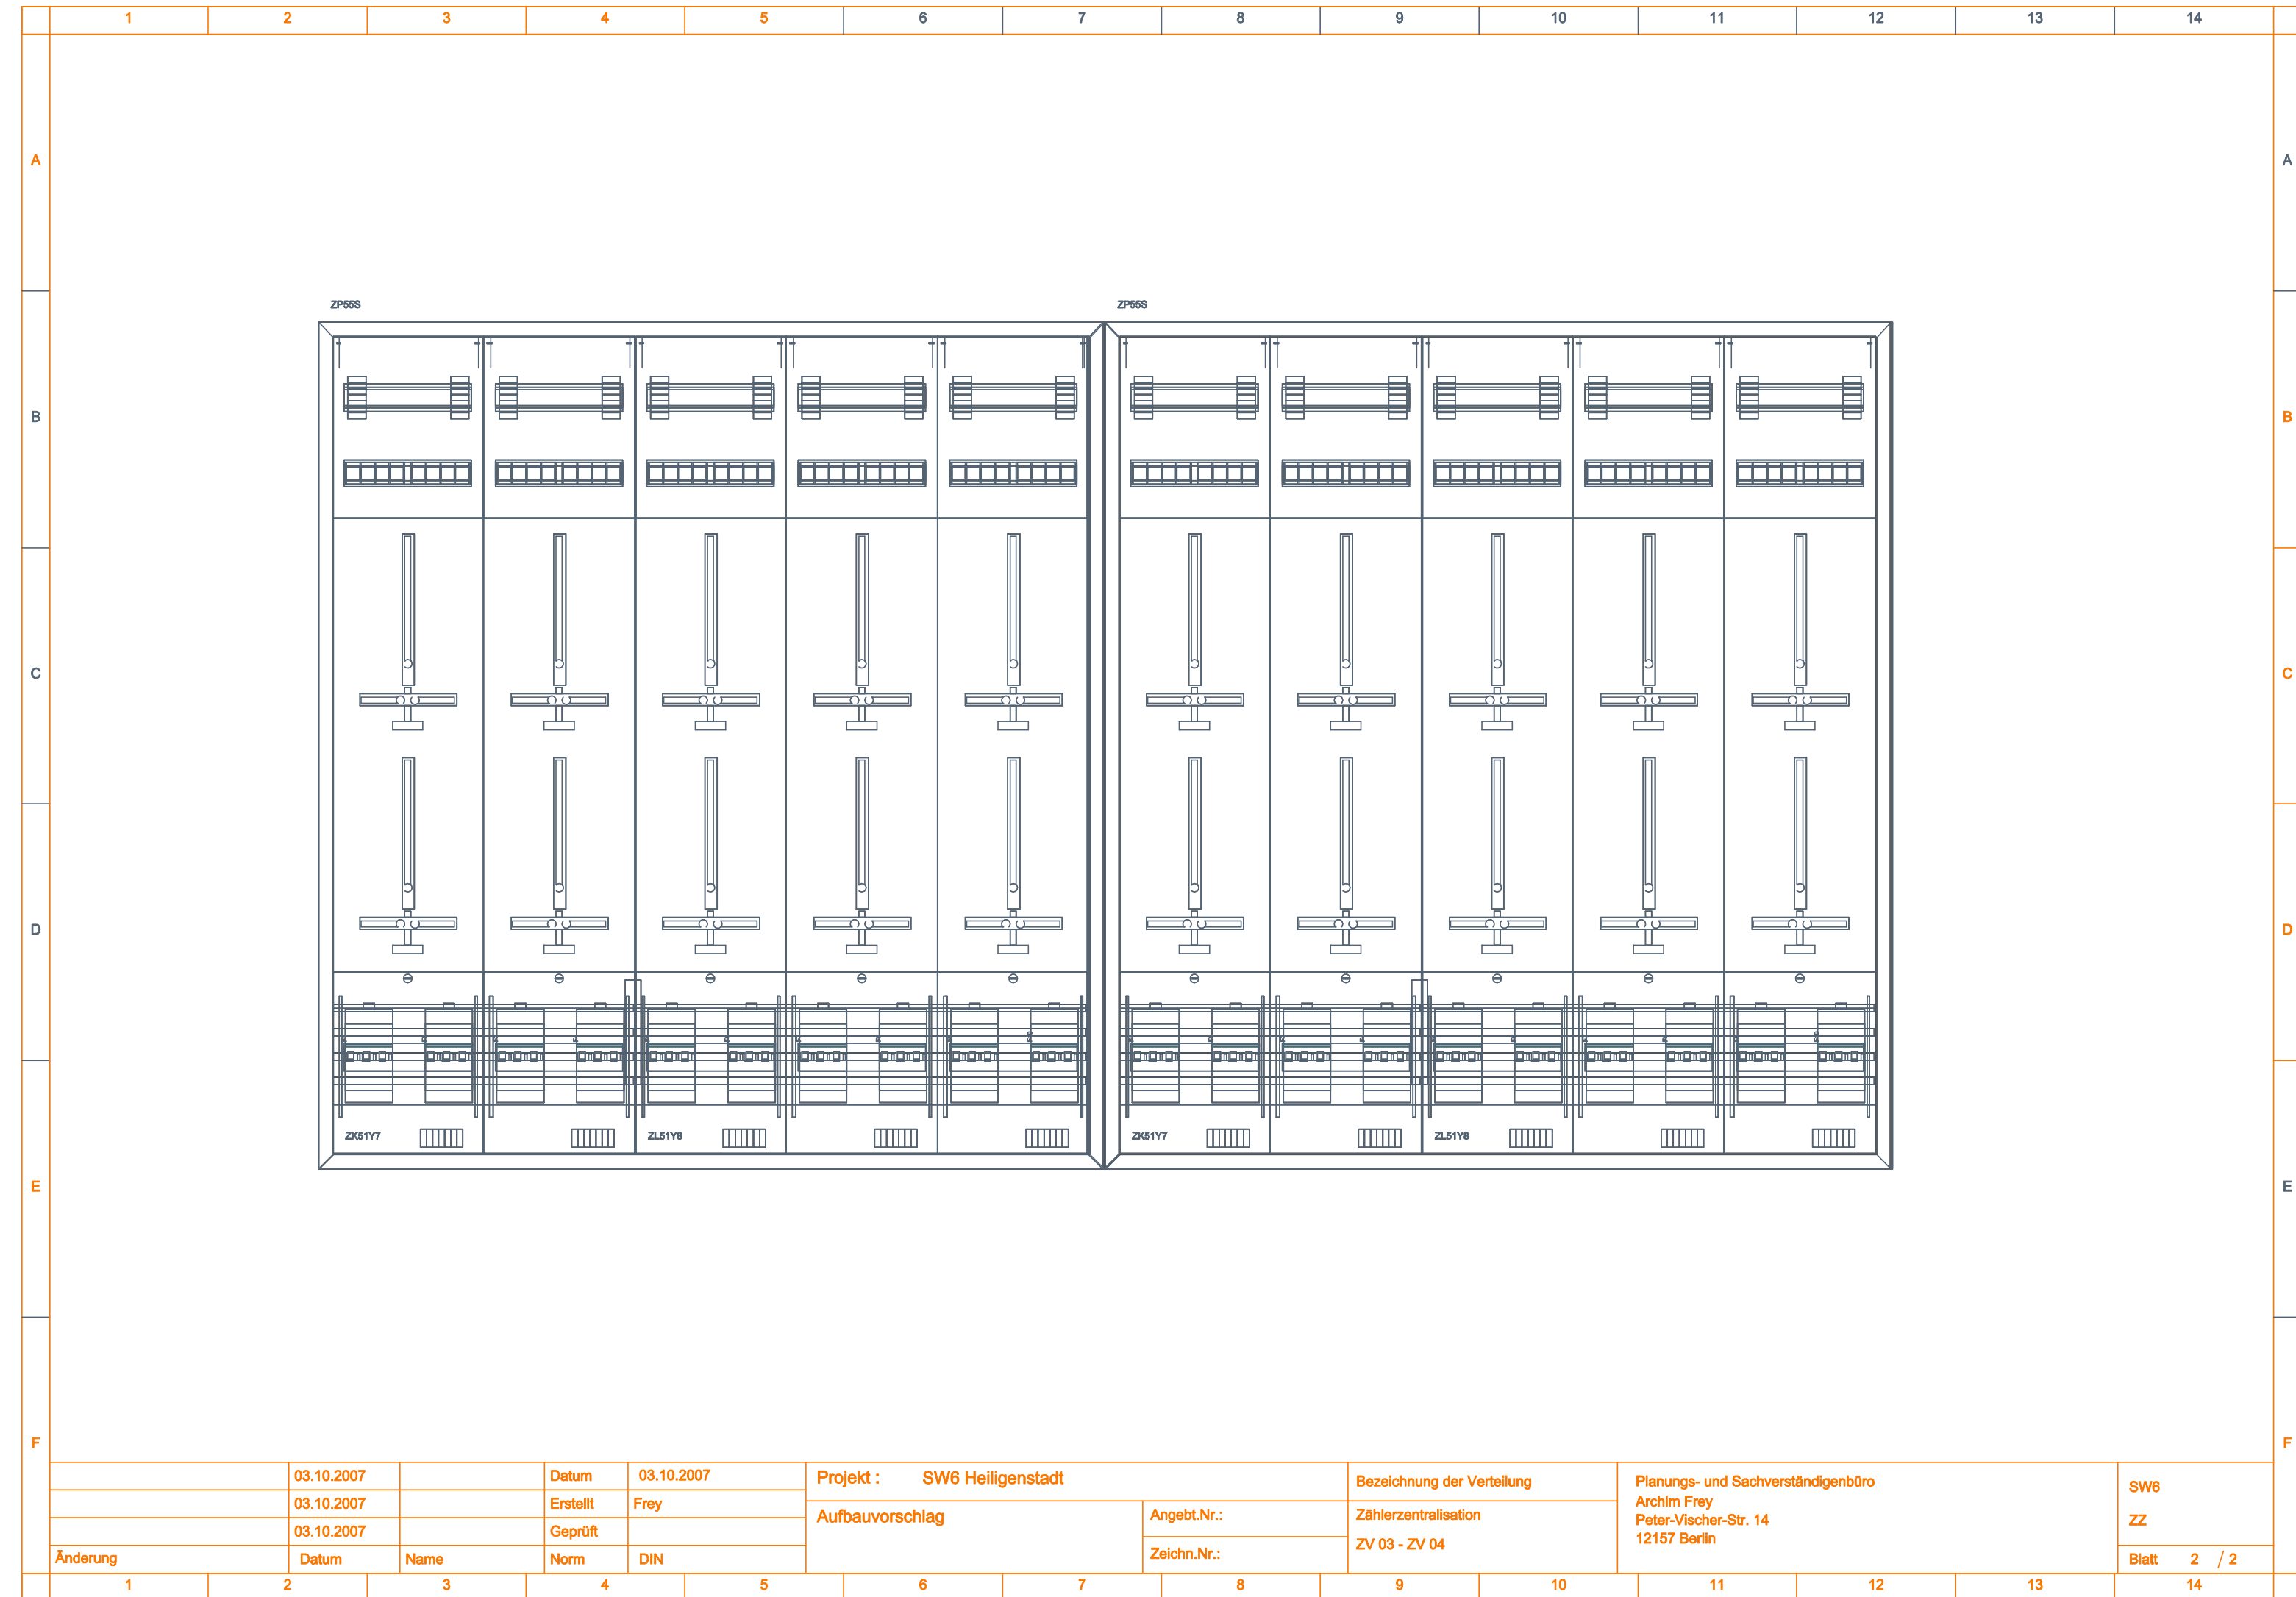 1 2 3 4 5 6 7 8 9 10 11 12 13 14
A A
ZP55S ZP55S
B B
C C
D D
ZK51Y7 ZL51Y8 ZK51Y7 ZL51Y8
E E
F F
03.10.2007 Datum 03.10.2007
03.10.2007 Erstellt Frey
03.10.2007 Geprüft
Änderung Datum Name Norm DIN
Projekt : SW6 Heiligenstadt
Aufbauvorschlag
Angebt.Nr.:
Zeichn.Nr.:
Bezeichnung der Verteilung
Zählerzentralisation
ZV 03 - ZV 04
Planungs- und Sachverständigenbüro
Archim Frey
Peter-Vischer-Str. 14
12157 Berlin
SW6
ZZ
Blatt 2 / 2
1 2 3 4 5 6 7 8 9 10 11 12 13 14